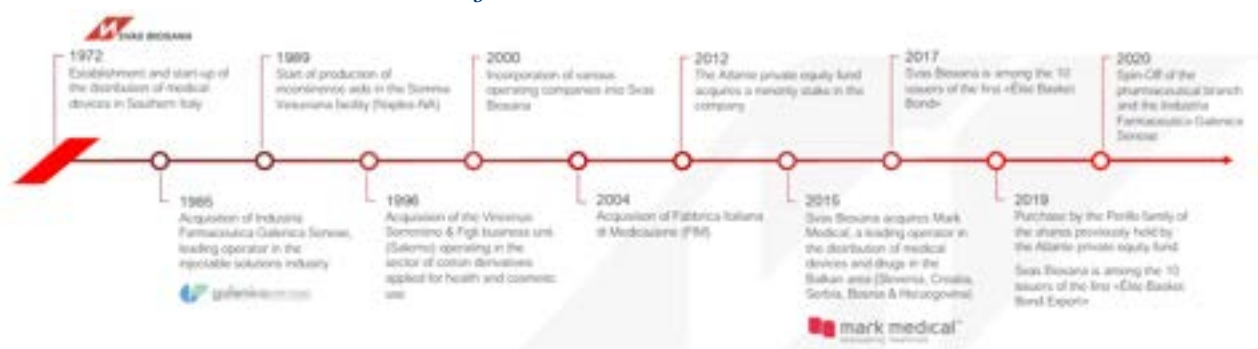 SVAS BIOSANA
1972
Establishment and start-up of
the distribution of medical
devices in Southern Italy
1989
Start of production of
incontinence aids in the Somma
Vesuviana facility (Naples-NA)
2000
Incorporation of various
operating companies into Svas
Biosana
2012
The Atlante private equity fund
acquires a minority stake in the
company
2017
Svas Biosana is among the 10
issuers of the first «Elite Basket
Bond»
2020
Spin-Off of the
pharmaceutical branch
and the Industria
Farmaceutica Galenica
Senese
1985
Acquisition of Industria
Farmaceutica Galenica Senese,
leading operator in the
injectable solutions industry
galenica
1996
Acquisition of the Vincenzo
Sorrentino & Figli business unit
(Salerno) operating in the
sector of cotton derivatives
applied for health and cosmetic
use
2004
Acquisition of Fabbrica Italiana
di Medicazione (FIM)
2015
Svas Biosana acquires Mark
Medical, a leading operator in
the distribution of medical
devices and drugs in the
Balkan area (Slovenia, Croatia,
Serbia, Bosnia & Herzegovina)
mark medical
2019
Purchase by the Perillo family of
the shares previously held by
the Atlante private equity fund
Svas Biosana is among the 10
issuers of the first «Elite Basket
Bond Export»